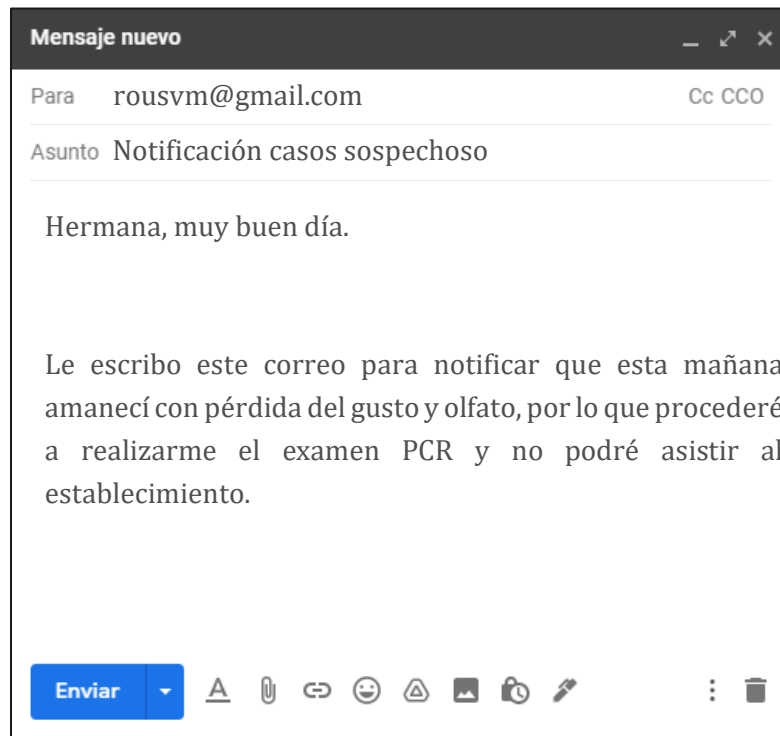 Mensaje nuevo
Para rousvm@gmail.com Cc CCO
Asunto Notificación casos sospechoso
Hermana, muy buen día.
Le escribo este correo para notificar que esta mañana
amanecí con pérdida del gusto y olfato, por lo que procederé
a realizarme el examen PCR y no podré asistir al
establecimiento.
Enviar